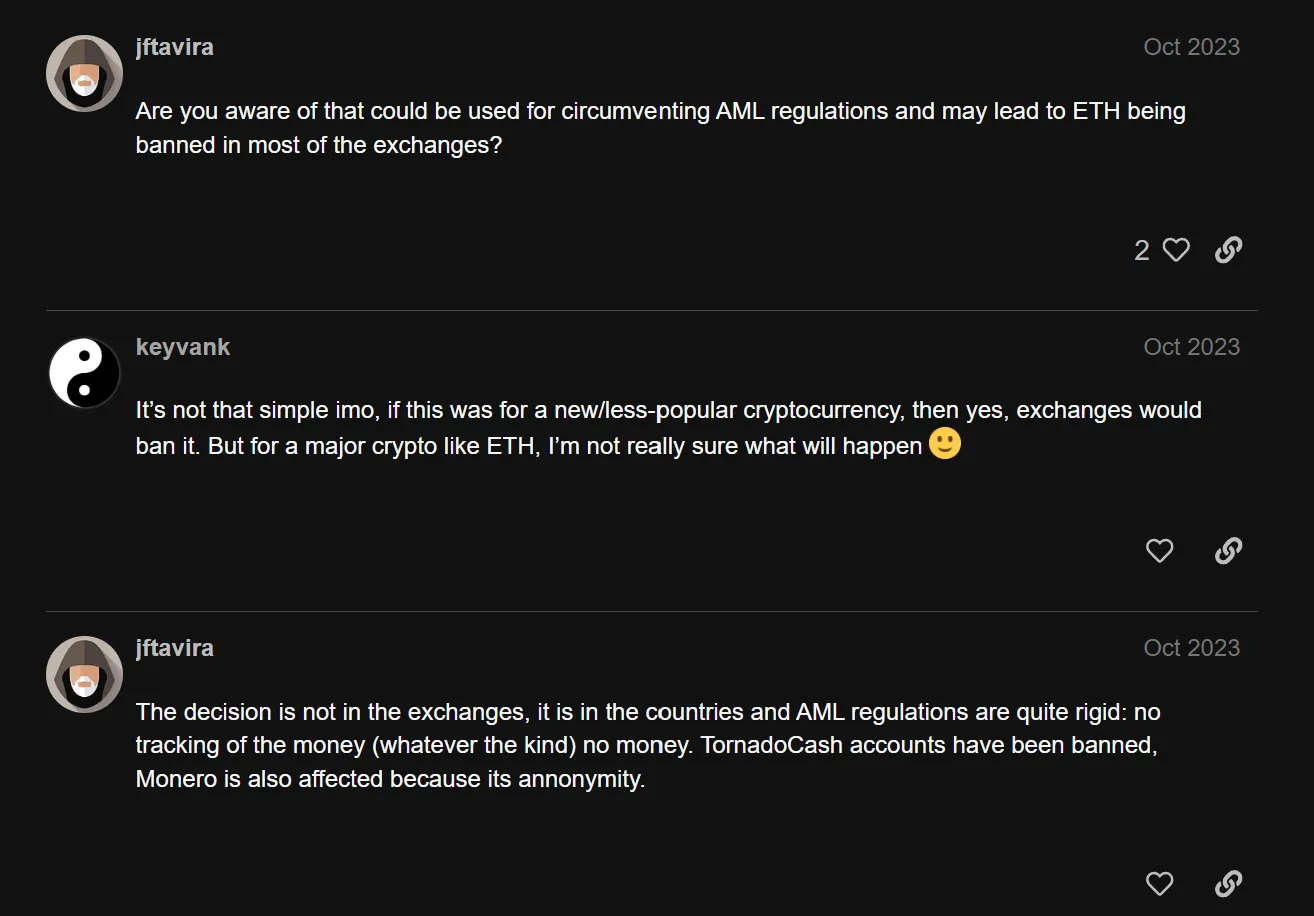 jftavira
Oct 2023
Are you aware of that could be used for circumventing AML regulations and may lead to ETH being
banned in most of the exchanges?
2
keyvank
Oct 2023
It’s not that simple imo, if this was for a new/less-popular cryptocurrency, then yes, exchanges would
ban it. But for a major crypto like ETH, I’m not really sure what will happen 🙂
jftavira
Oct 2023
The decision is not in the exchanges, it is in the countries and AML regulations are quite rigid: no
tracking of the money (whatever the kind) no money. TornadoCash accounts have been banned,
Monero is also affected because its annonymity.